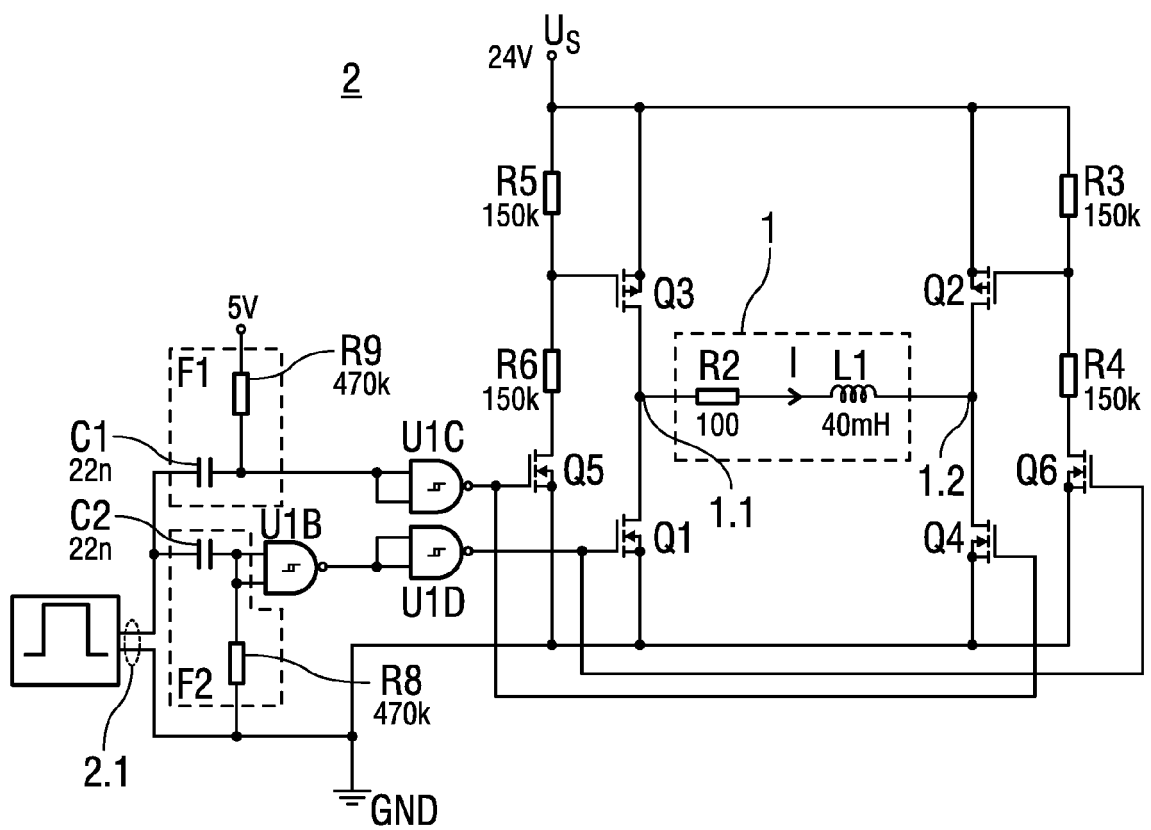 U_S
24V
2
R5
150k
R3
150k
1
Q3
Q2
5V
F1
R9
470k
R6
150k
R2
100
I
L1
40mH
R4
150k
C1
22n
U1C
Q5
1.1
1.2
Q6
C2
22n
U1B
U1D
Q1
Q4
F2
R8
470k
2.1
GND